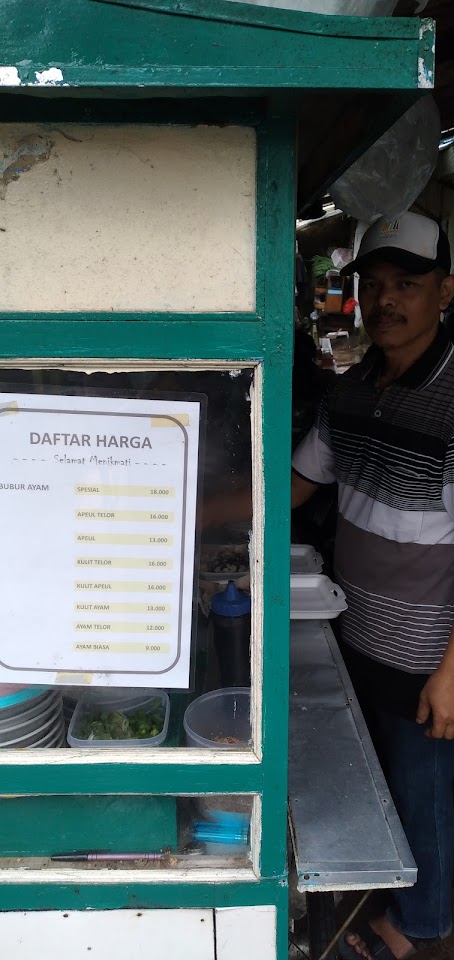 DAFTAR HARGA
---- Selamat Menikmati ----
BUBUR AYAM SPESIAL 18.000
APEUL TELOR 16.000
APEUL 13.000
KULIT TELOR 16.000
KULIT APEUL 16.000
KULIT AYAM 13.000
AYAM TELOR 12.000
AYAM BIASA 9.000